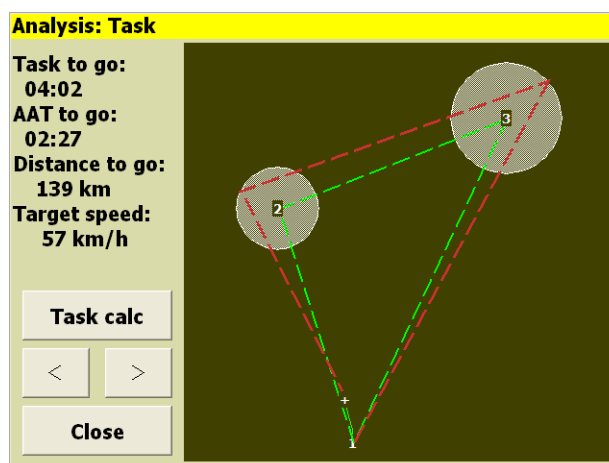 Analysis: Task
Task to go:
04:02
AAT to go:
02:27
Distance to go:
139 km
Target speed:
57 km/h
Task calc
< >
Close
3
2
1